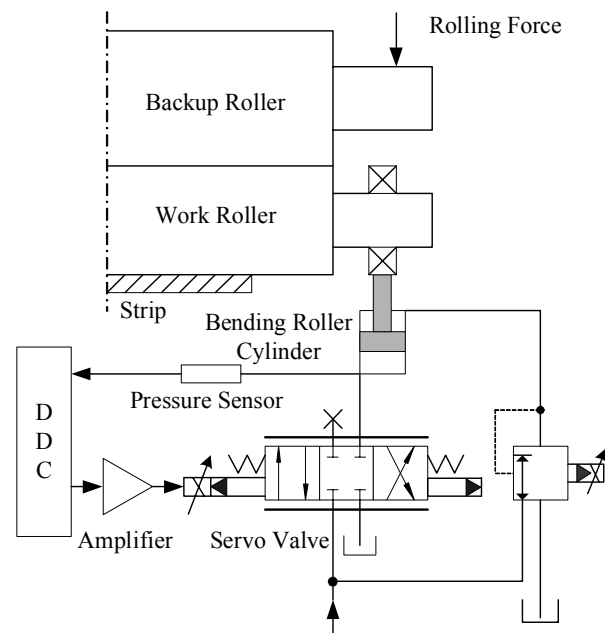 Rolling Force
Backup Roller
Work Roller
Strip
Bending Roller
Cylinder
Pressure Sensor
D
D
C
Amplifier
Servo Valve